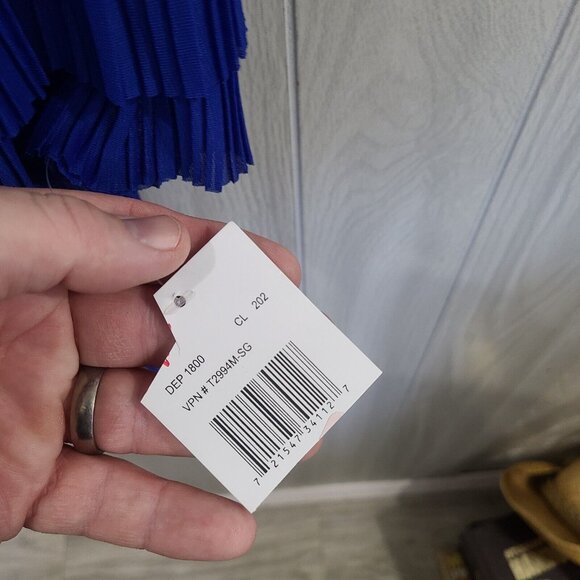 DEP 1800 CL 202
VPN # T2994M-SG
7 21547 34112 7